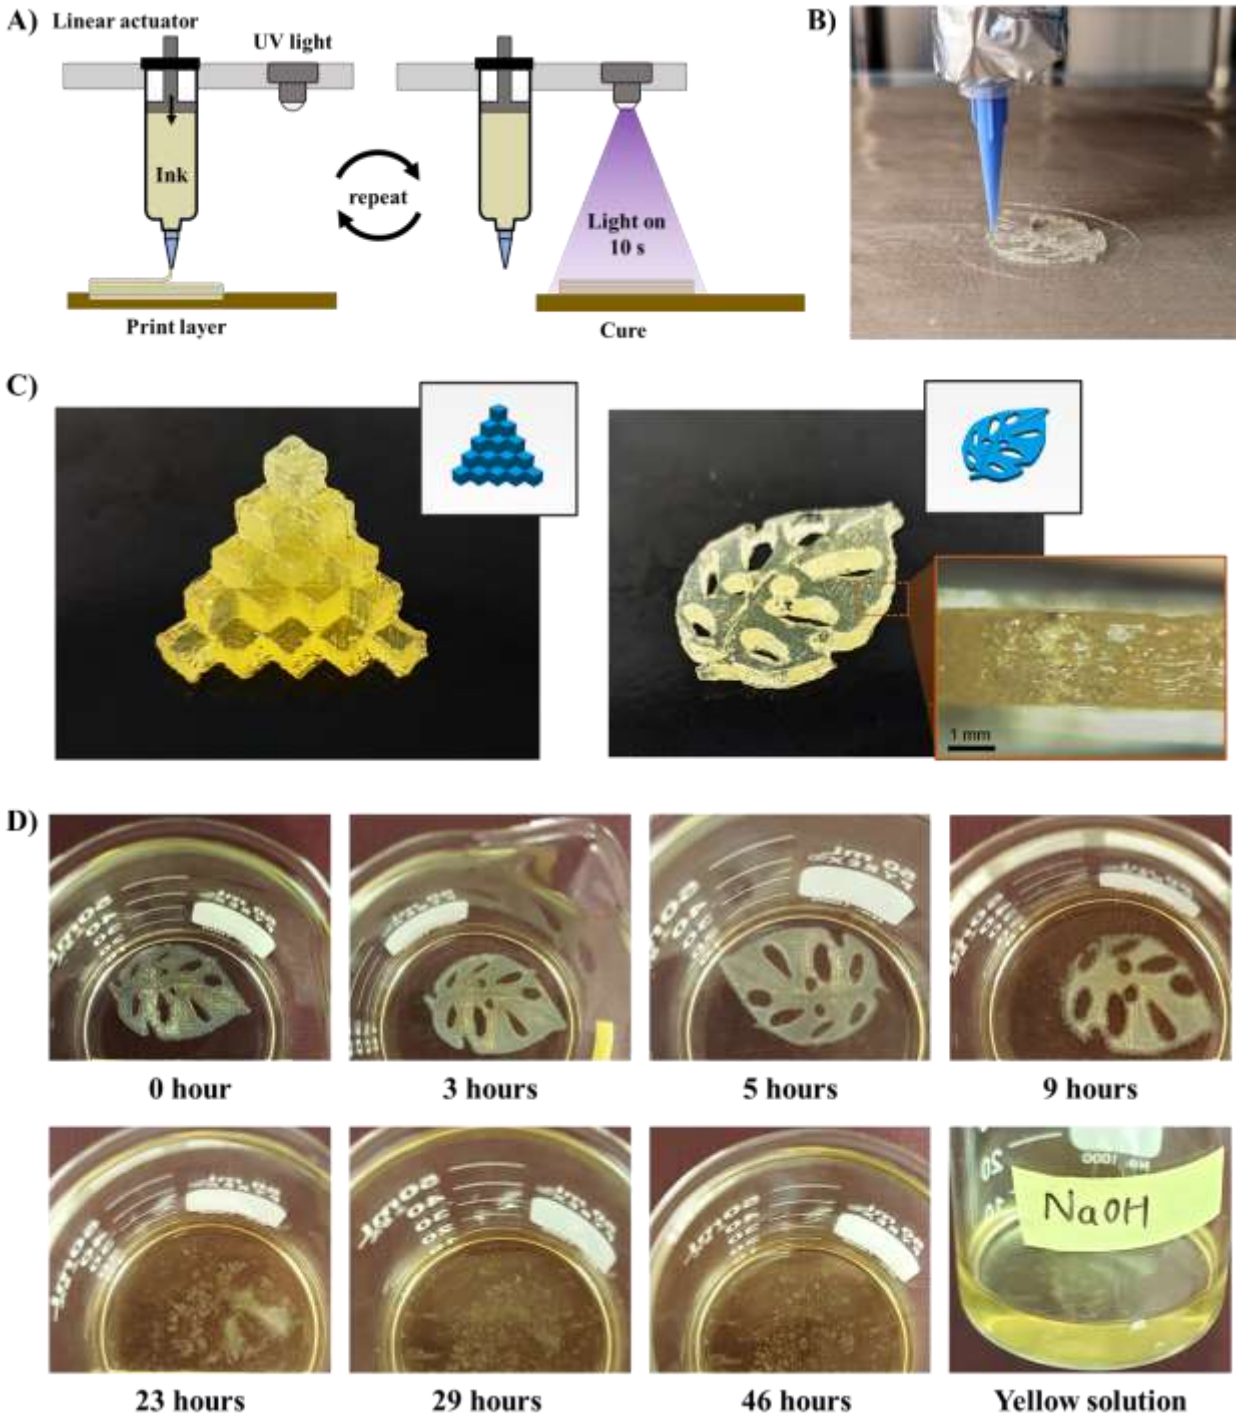 A)
Linear actuator
UV light
Ink
repeat
Light on
10 s
Print layer
Cure
B)
C)
1 mm
D)
0 hour
3 hours
5 hours
9 hours
20
NaOH
23 hours
29 hours
46 hours
Yellow solution